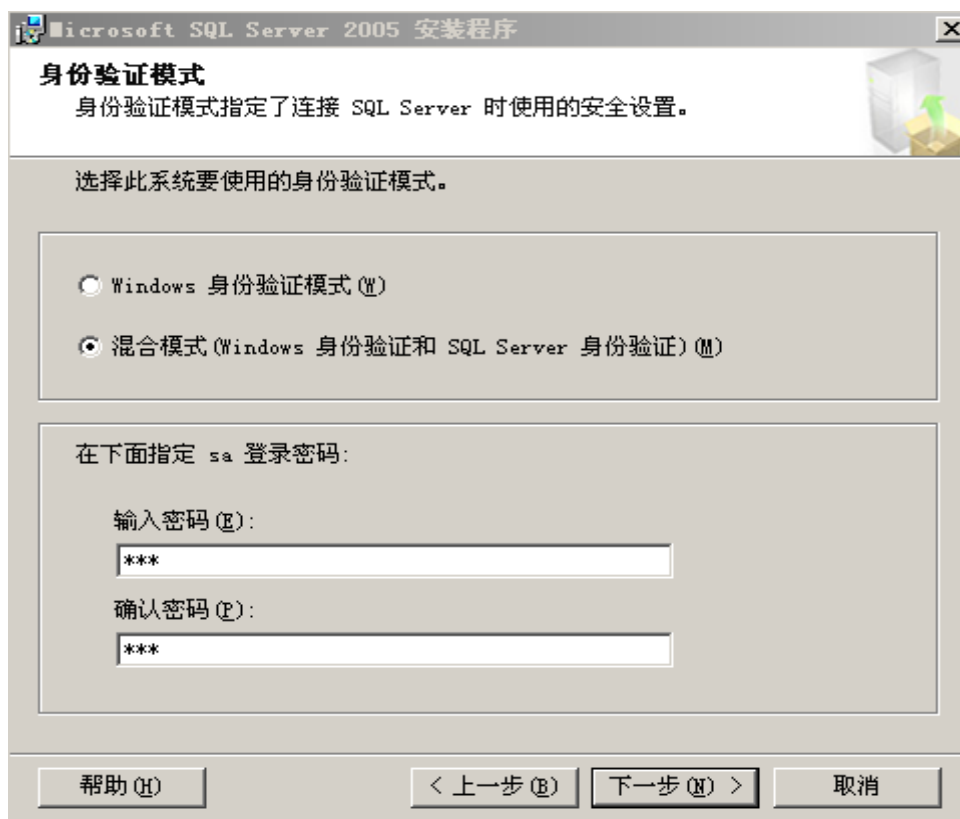 Microsoft SQL Server 2005 安装程序
身份验证模式
身份验证模式指定了连接 SQL Server 时使用的安全设置。
选择此系统要使用的身份验证模式。
Windows 身份验证模式(W)
混合模式(Windows 身份验证和 SQL Server 身份验证)(M)
在下面指定 sa 登录密码:
输入密码(E):
***
确认密码(P):
***
帮助(H) < 上一步(B) 下一步(N) > 取消